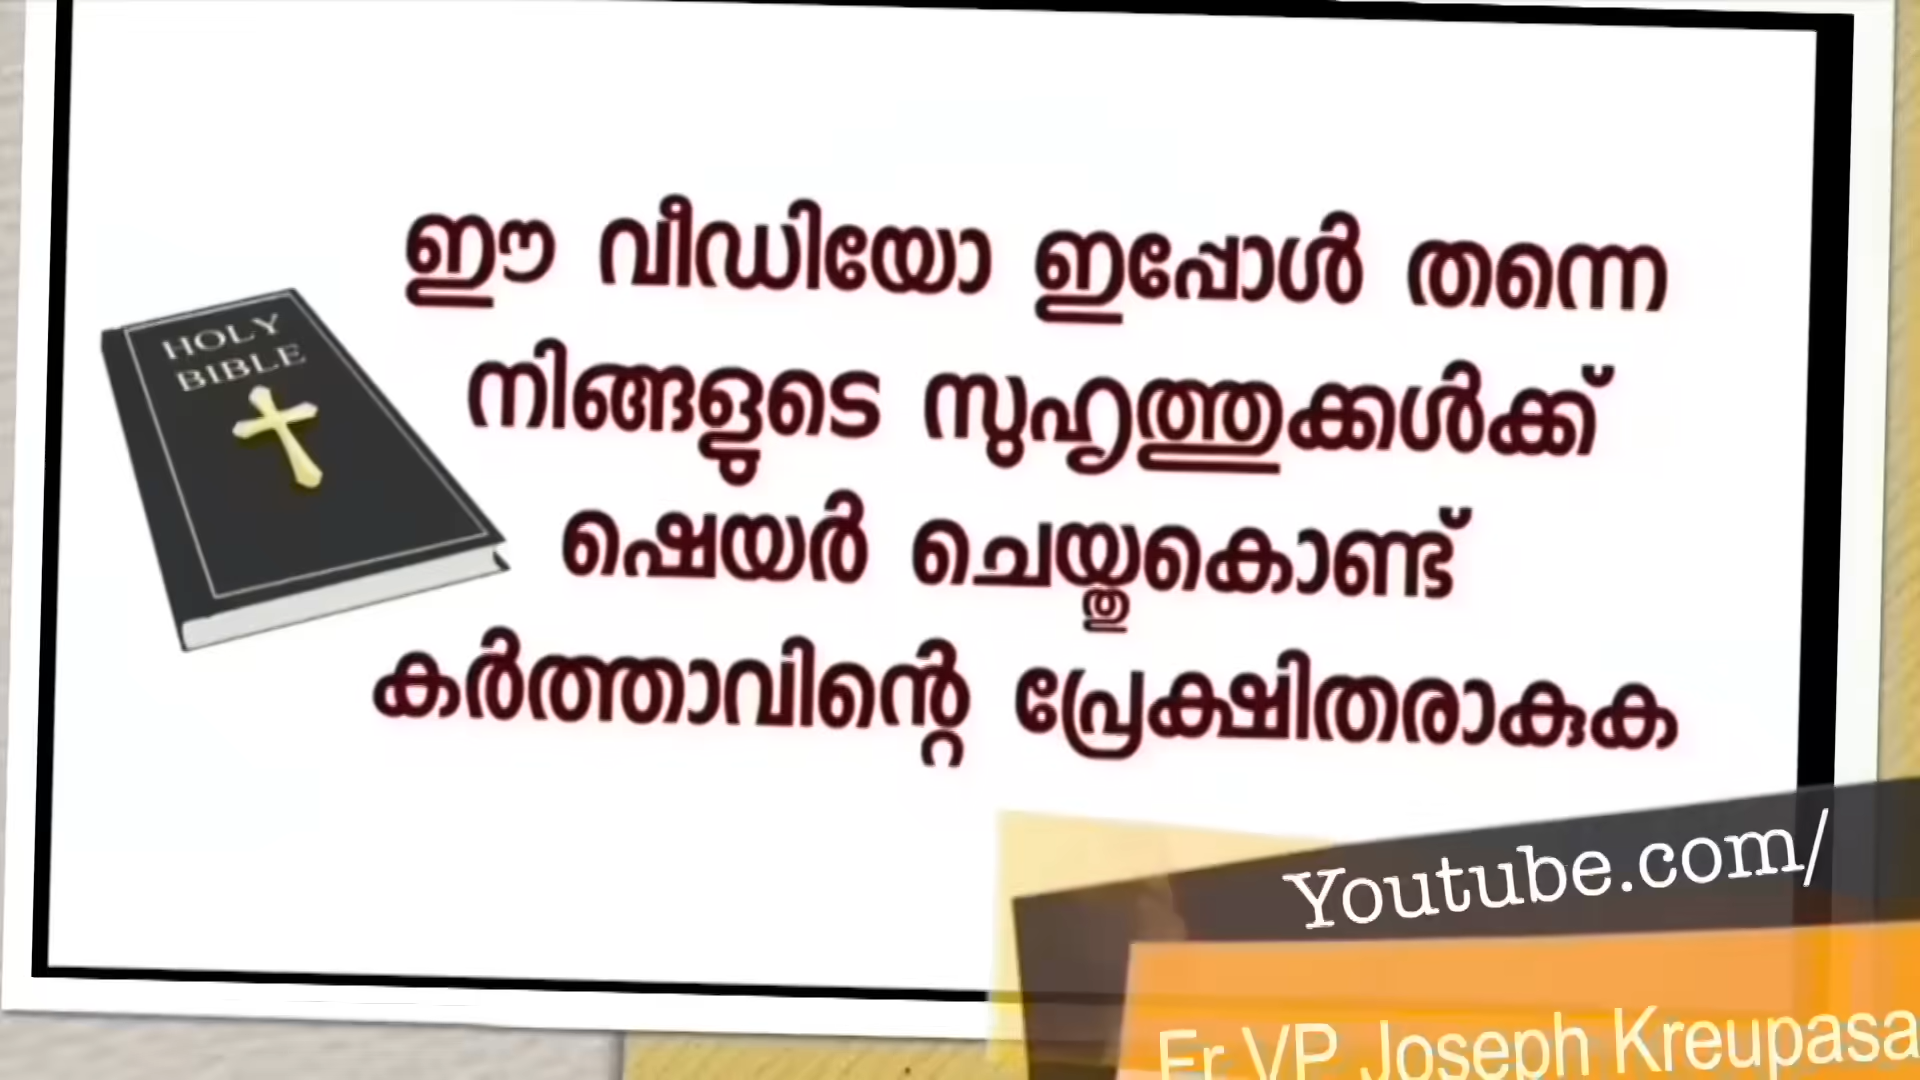 HOLY
BIBLE
ഈ വീഡിയോ ഇപ്പോൾ തന്നെ
നിങ്ങളുടെ സുഹൃത്തുക്കൾക്ക്
ഷെയർ ചെയ്തുകൊണ്ട്
കർത്താവിന്റെ പ്രേക്ഷിതരാകുക
Youtube.com/
Fr VP Joseph Kreupasa